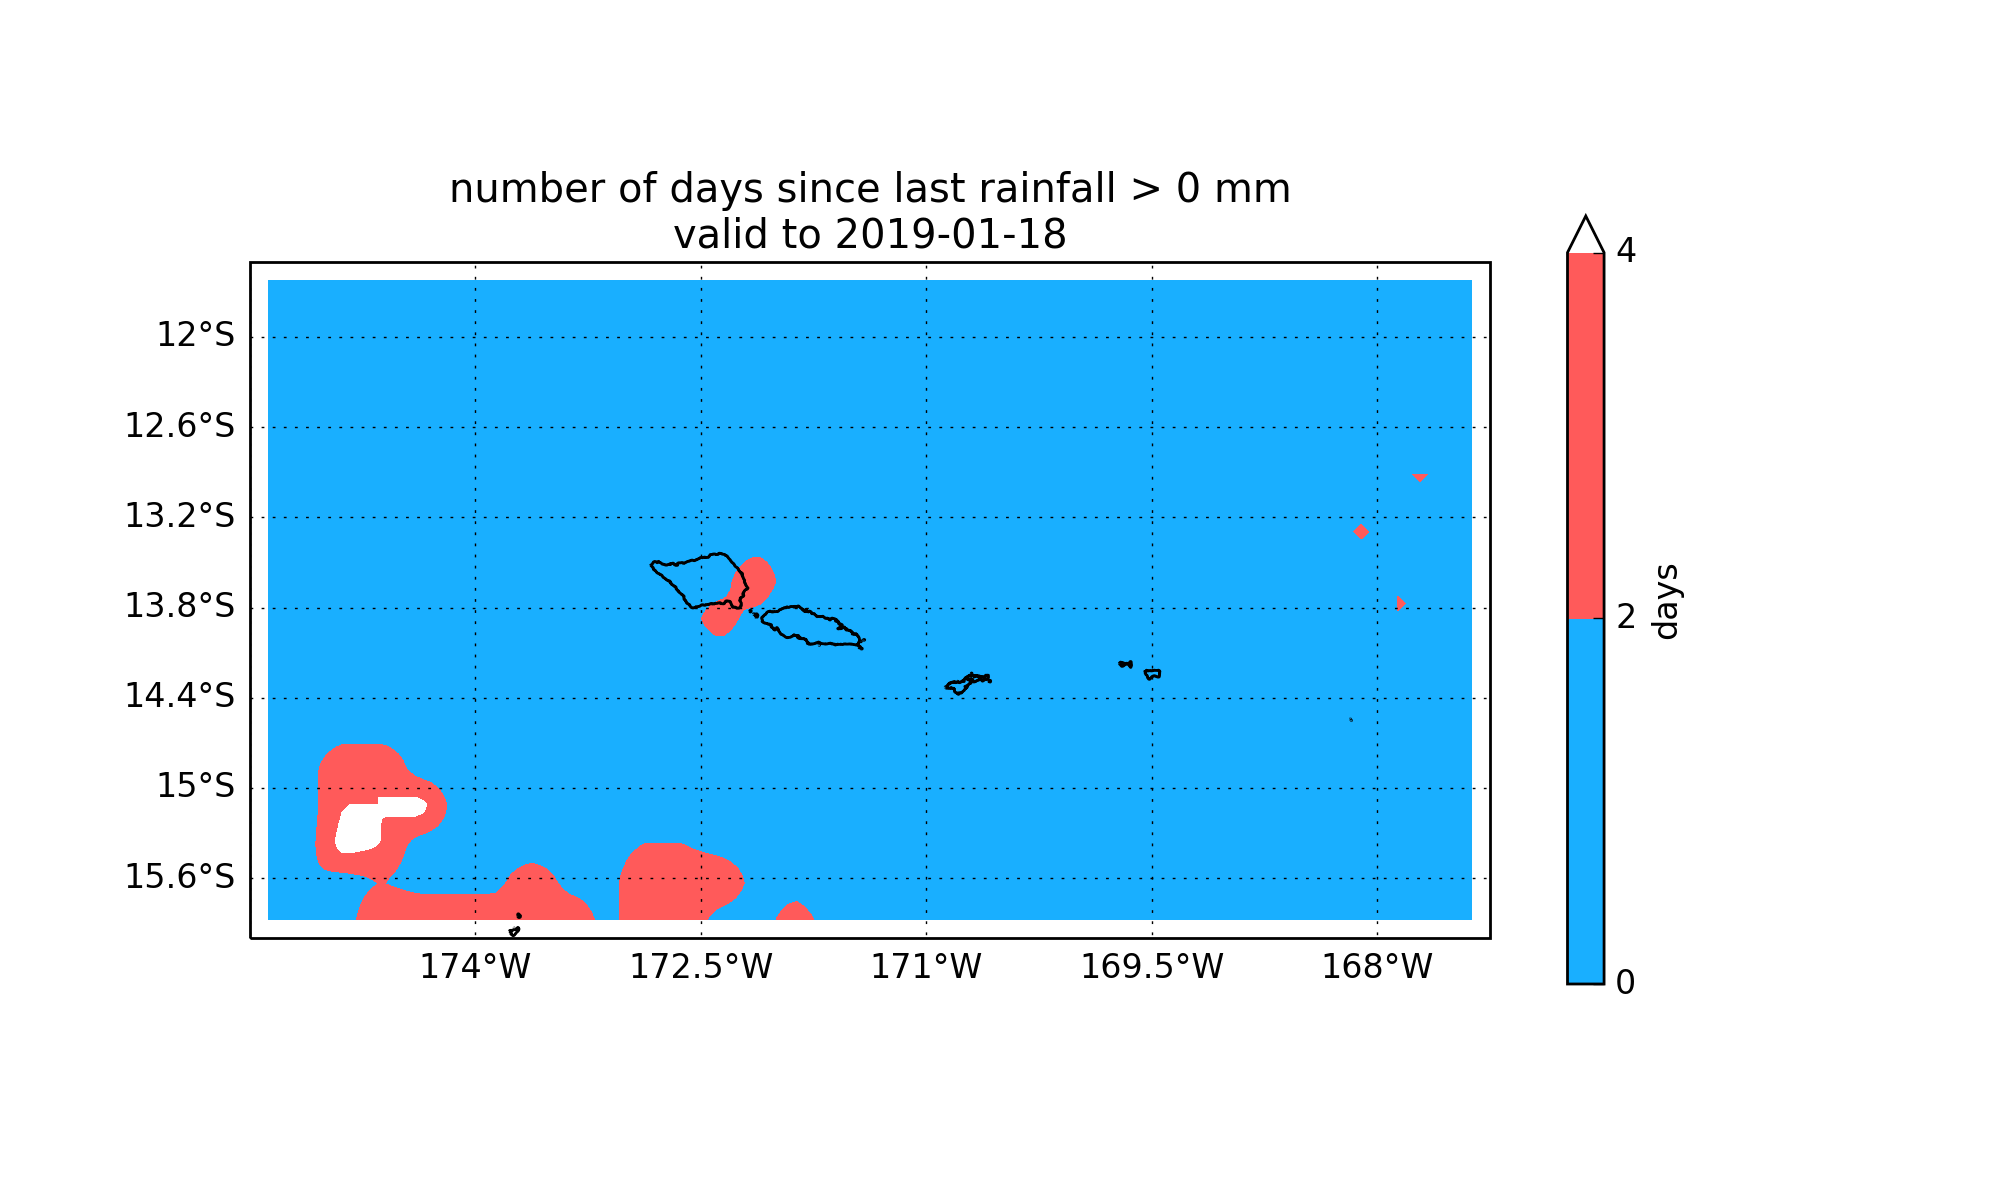 number of days since last rainfall > 0 mm
valid to 2019-01-18
12°S
12.6°S
13.2°S
13.8°S
14.4°S
15°S
15.6°S
174°W
172.5°W
171°W
169.5°W
168°W
4
2
0
days